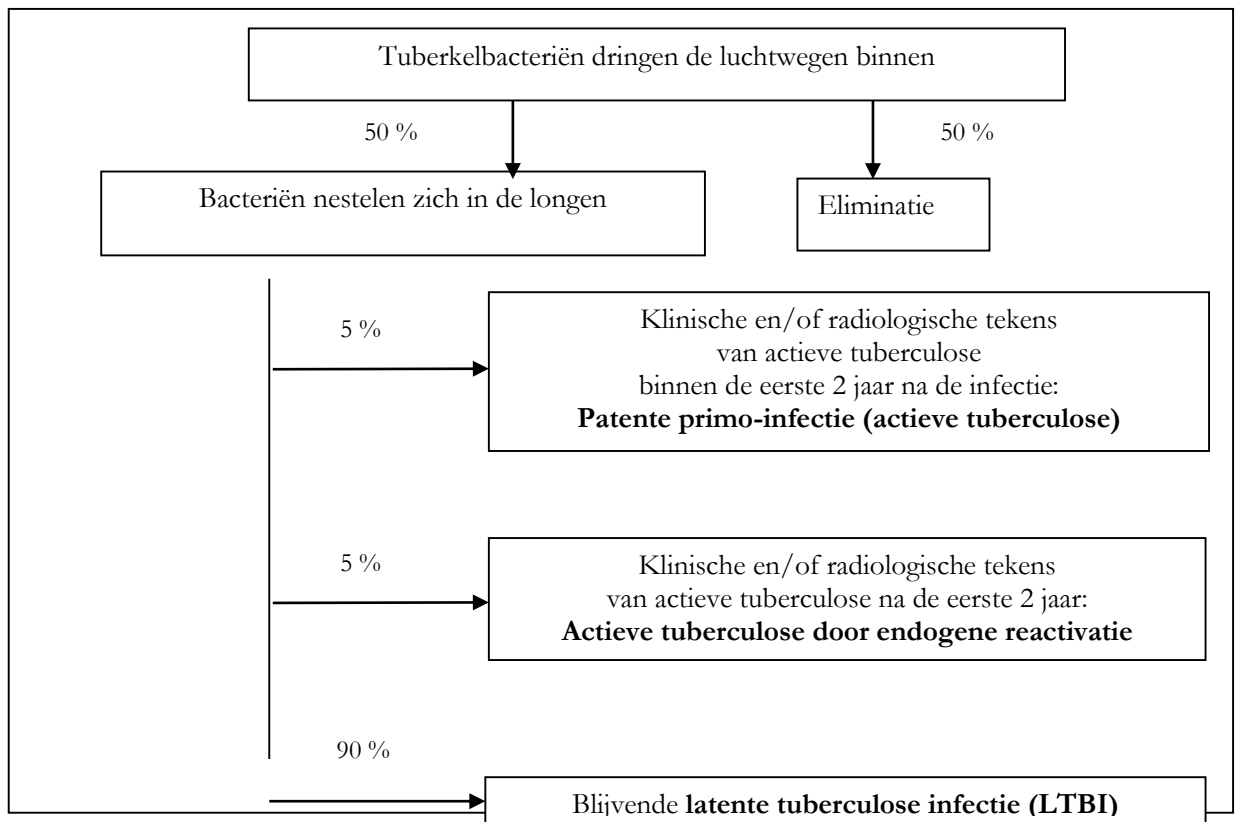 Tuberkelbacteriën dringen de luchtwegen binnen
50 %
50 %
Bacteriën nestelen zich in de longen
Eliminatie
5 %
Klinische en/of radiologische tekens
van actieve tuberculose
binnen de eerste 2 jaar na de infectie:
Patente primo-infectie (actieve tuberculose)
5 %
Klinische en/of radiologische tekens
van actieve tuberculose na de eerste 2 jaar:
Actieve tuberculose door endogene reactivatie
90 %
Blijvende latente tuberculose infectie (LTBI)